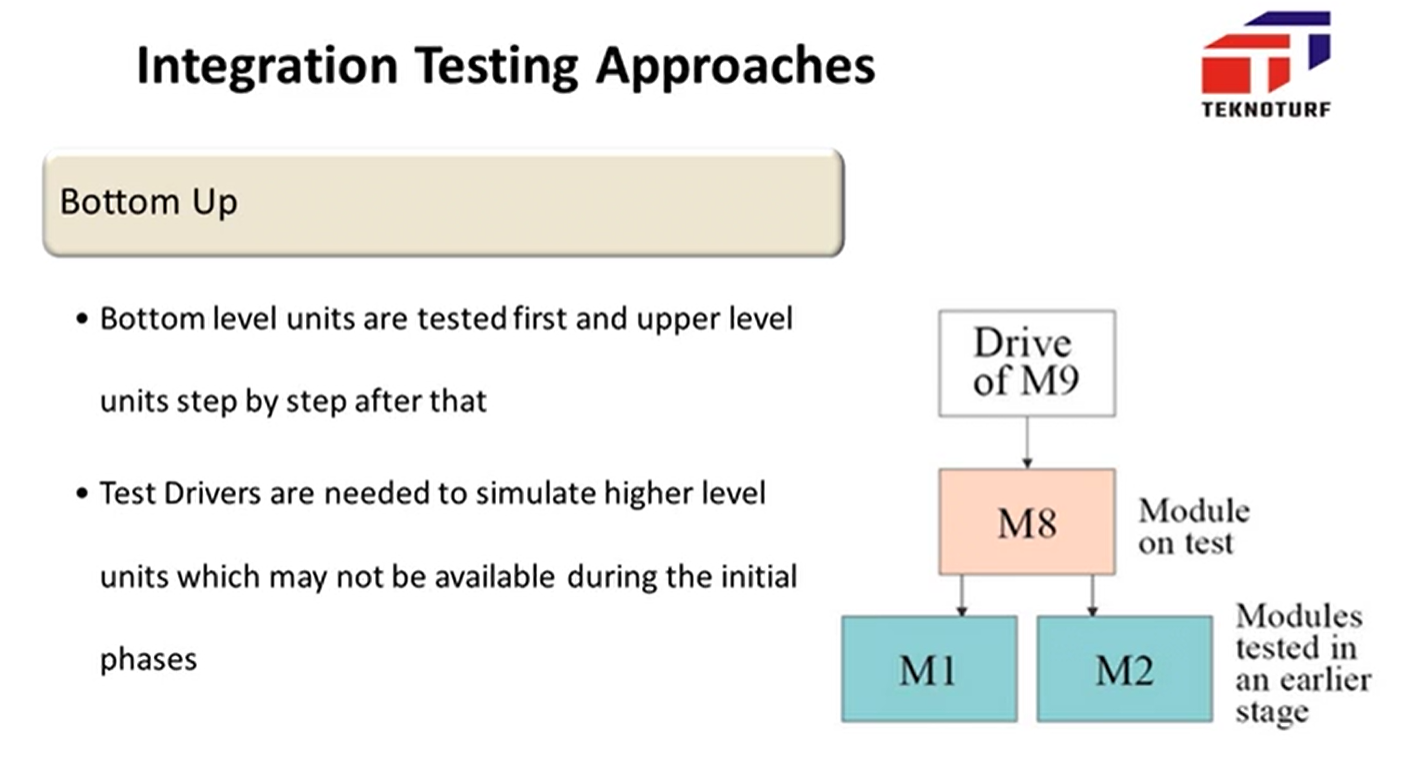 Integration Testing Approaches
TEKNOTURF
Bottom Up
• Bottom level units are tested first and upper level
units step by step after that
• Test Drivers are needed to simulate higher level
units which may not be available during the initial
phases
Drive
of M9
M8
Module
on test
M1
M2
Modules
tested in
an earlier
stage